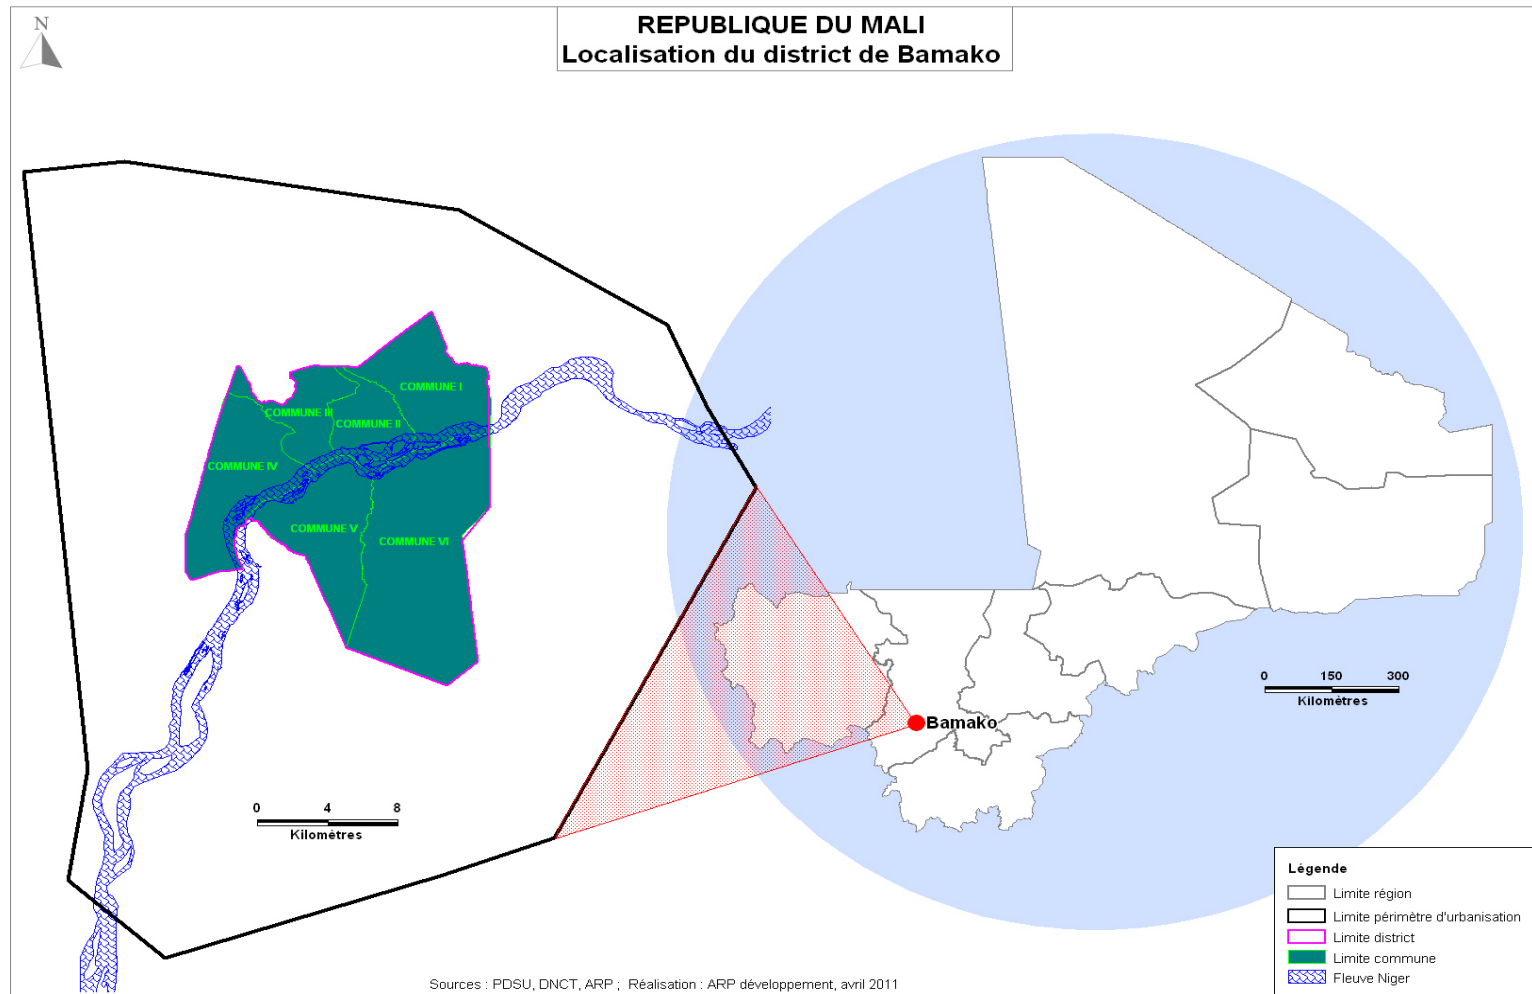 REPUBLIQUE DU MALI
Localisation du district de Bamako
N
COMMUNE I
COMMUNE III
COMMUNE II
COMMUNE IV
COMMUNE V
COMMUNE VI
0 150 300
Kilomètres
Bamako
0 4 8
Kilomètres
Légende
Limite région
Limite périmètre d'urbanisation
Limite district
Limite commune
Fleuve Niger
Sources : PDSU, DNCT, ARP ; Réalisation : ARP développement, avril 2011